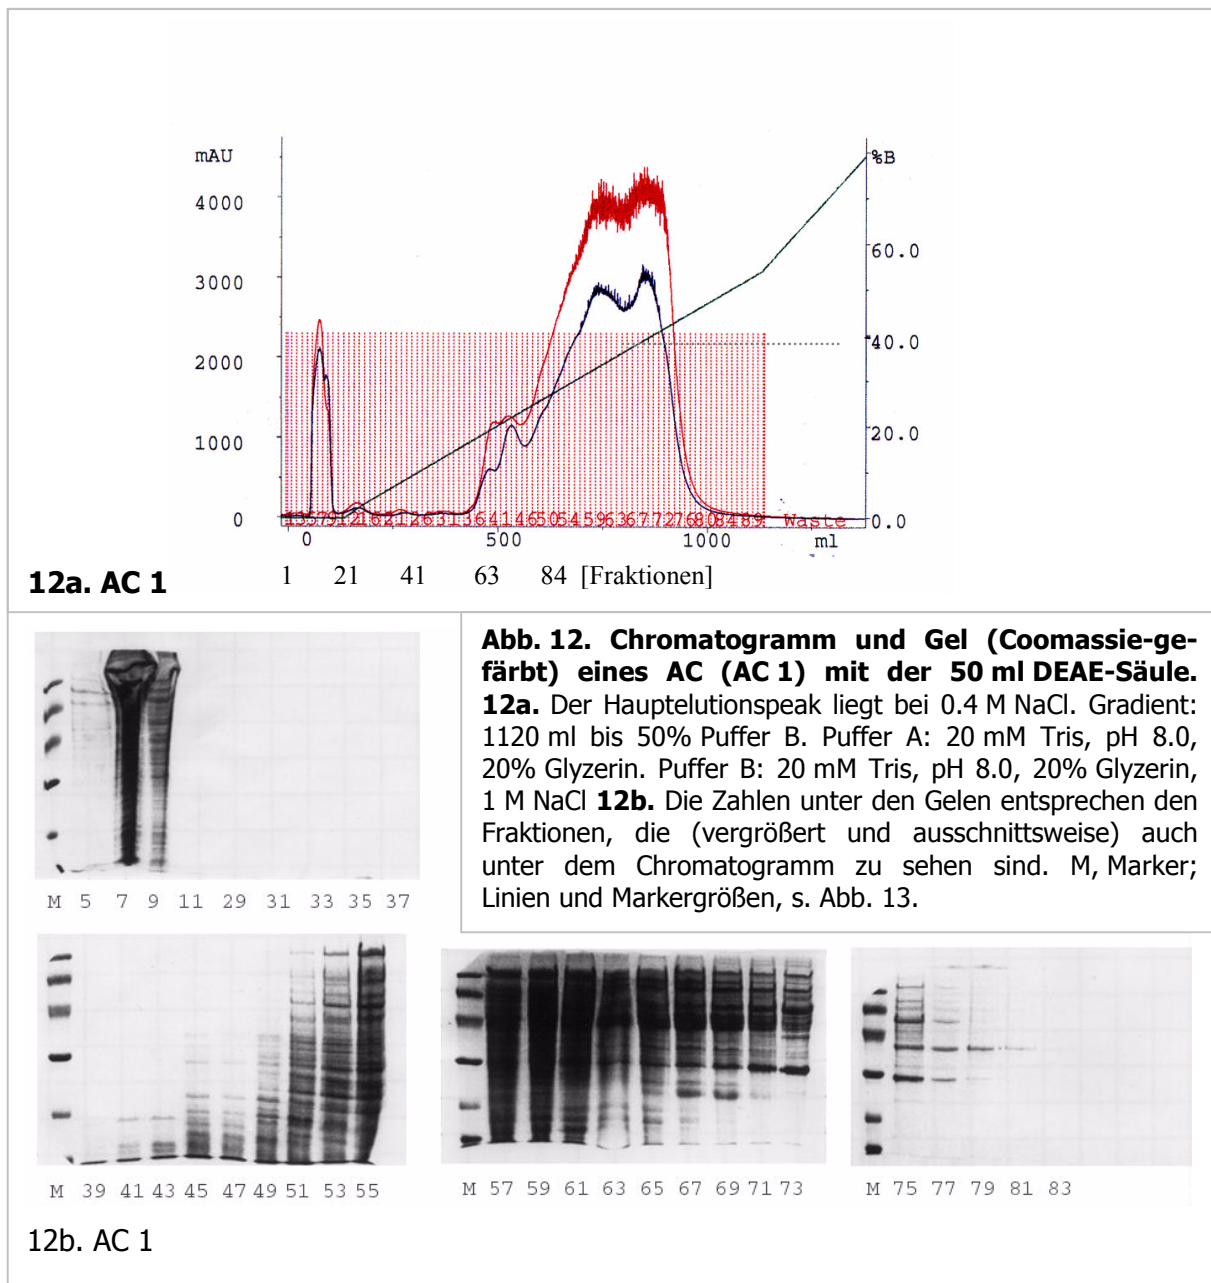 mAU
%B
4000
60.0
3000
2000
40.0
1000
20.0
0
0.0
Waste
0
500
1000
ml
12a. AC 1
1 21 41 63 84 [Fraktionen]
Abb. 12. Chromatogramm und Gel (Coomassie-ge-
färbt) eines AC (AC 1) mit der 50 ml DEAE-Säule.
12a. Der Hauptelutionspeak liegt bei 0.4 M NaCl. Gradient:
1120 ml bis 50% Puffer B. Puffer A: 20 mM Tris, pH 8.0,
20% Glyzerin. Puffer B: 20 mM Tris, pH 8.0, 20% Glyzerin,
1 M NaCl 12b. Die Zahlen unter den Gelen entsprechen den
Fraktionen, die (vergrößert und ausschnittsweise) auch
unter dem Chromatogramm zu sehen sind. M, Marker;
Linien und Markergrößen, s. Abb. 13.
M 5 7 9 11 29 31 33 35 37
M 39 41 43 45 47 49 51 53 55
M 57 59 61 63 65 67 69 71 73
M 75 77 79 81 83
12b. AC 1